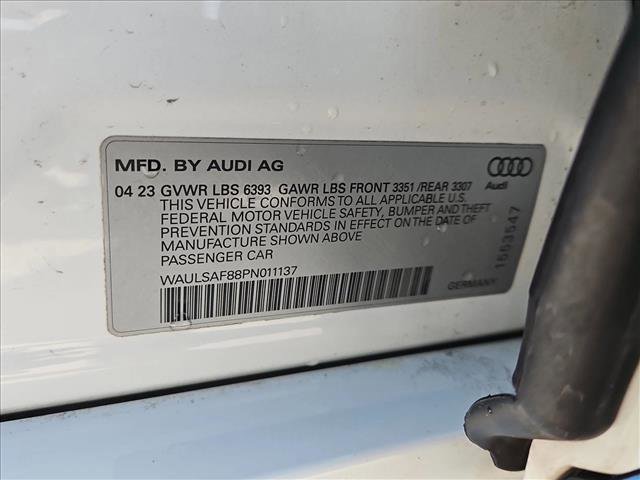 MFD. BY AUDI AG
04 23 GVWR LBS 6393 GAWR LBS FRONT 3351 /REAR 3307
THIS VEHICLE CONFORMS TO ALL APPLICABLE U.S.
FEDERAL MOTOR VEHICLE SAFETY, BUMPER AND THEFT
PREVENTION STANDARDS IN EFFECT ON THE DATE OF
MANUFACTURE SHOWN ABOVE
PASSENGER CAR
WAULSAF88PN011137
Audi
1553547
GERMANY